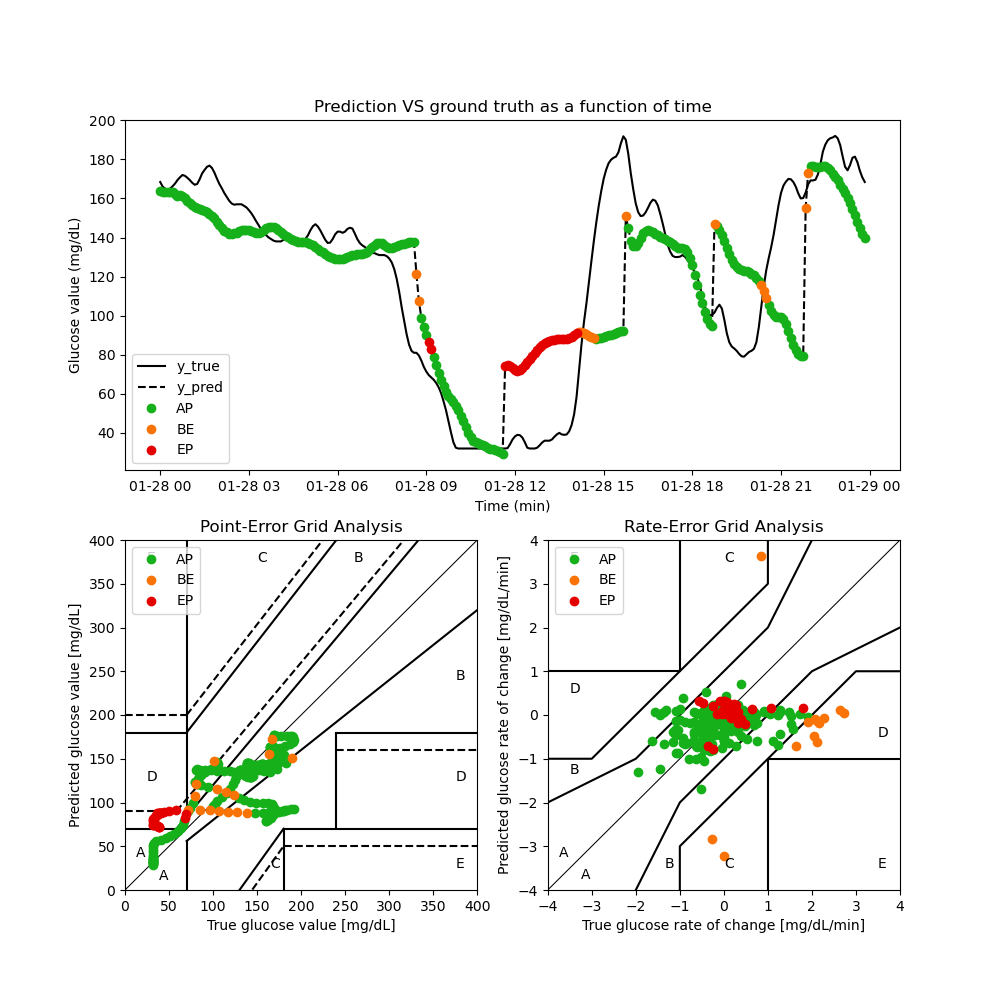 Prediction VS ground truth as a function of time
Glucose value (mg/dL)
200
180
160
140
120
100
80
60
40
y_true
y_pred
AP
BE
EP
01-28 00 01-28 03 01-28 06 01-28 09 01-28 12 01-28 15 01-28 18 01-28 21 01-29 00
Time (min)
Point-Error Grid Analysis
Predicted glucose value [mg/dL]
400
350
300
250
200
150
100
50
0
AP
BE
EP
C B
B
D D
A
A
C E
0 50 100 150 200 250 300 350 400
True glucose value [mg/dL]
Rate-Error Grid Analysis
Predicted glucose rate of change [mg/dL/min]
4
3
2
1
0
−1
−2
−3
−4
AP
BE
EP
C
D
D
B
A
A
B C E
−4 −3 −2 −1 0 1 2 3 4
True glucose rate of change [mg/dL/min]